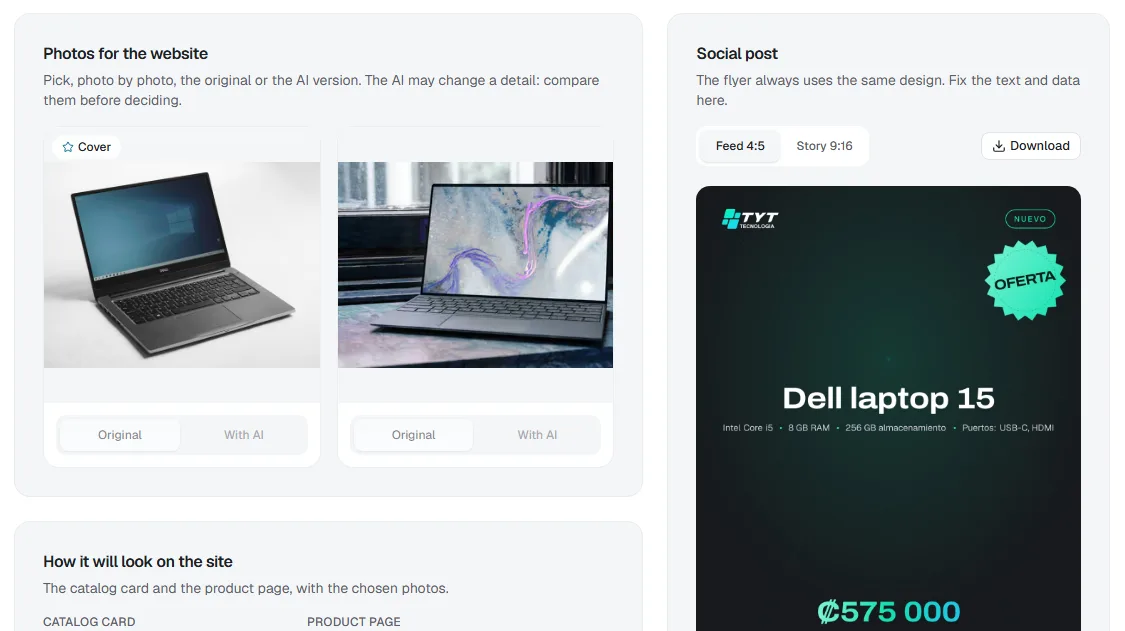 Photos for the website
Pick, photo by photo, the original or the AI version. The AI may change a detail: compare
them before deciding.
Cover
DELL
Original
With AI
Original
With AI
How it will look on the site
The catalog card and the product page, with the chosen photos.
CATALOG CARD
PRODUCT PAGE
Social post
The flyer always uses the same design. Fix the text and data
here.
Feed 4:5
Story 9:16
Download
TYT
TECNOLOGIA
NUEVO
OFERTA
Dell laptop 15
Intel Core i5 • 8 GB RAM • 256 GB almacenamiento • Puertos: USB-C, HDMI
₡575 000